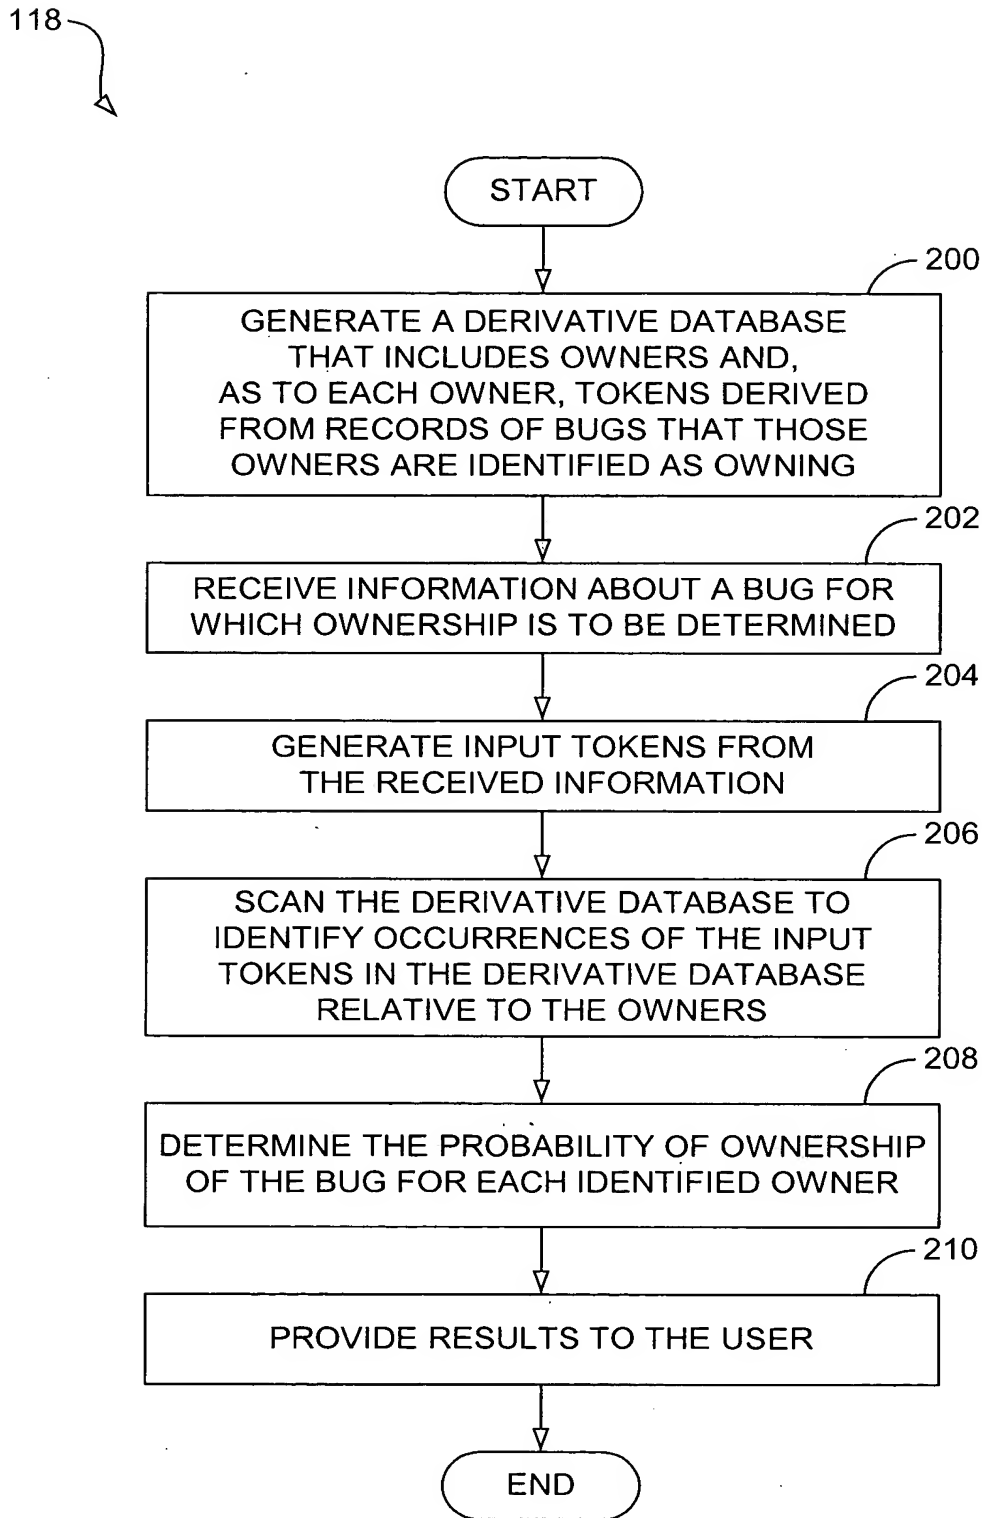 118
START
200
GENERATE A DERIVATIVE DATABASE
THAT INCLUDES OWNERS AND,
AS TO EACH OWNER, TOKENS DERIVED
FROM RECORDS OF BUGS THAT THOSE
OWNERS ARE IDENTIFIED AS OWNING
202
RECEIVE INFORMATION ABOUT A BUG FOR
WHICH OWNERSHIP IS TO BE DETERMINED
204
GENERATE INPUT TOKENS FROM
THE RECEIVED INFORMATION
206
SCAN THE DERIVATIVE DATABASE TO
IDENTIFY OCCURRENCES OF THE INPUT
TOKENS IN THE DERIVATIVE DATABASE
RELATIVE TO THE OWNERS
208
DETERMINE THE PROBABILITY OF OWNERSHIP
OF THE BUG FOR EACH IDENTIFIED OWNER
210
PROVIDE RESULTS TO THE USER
END